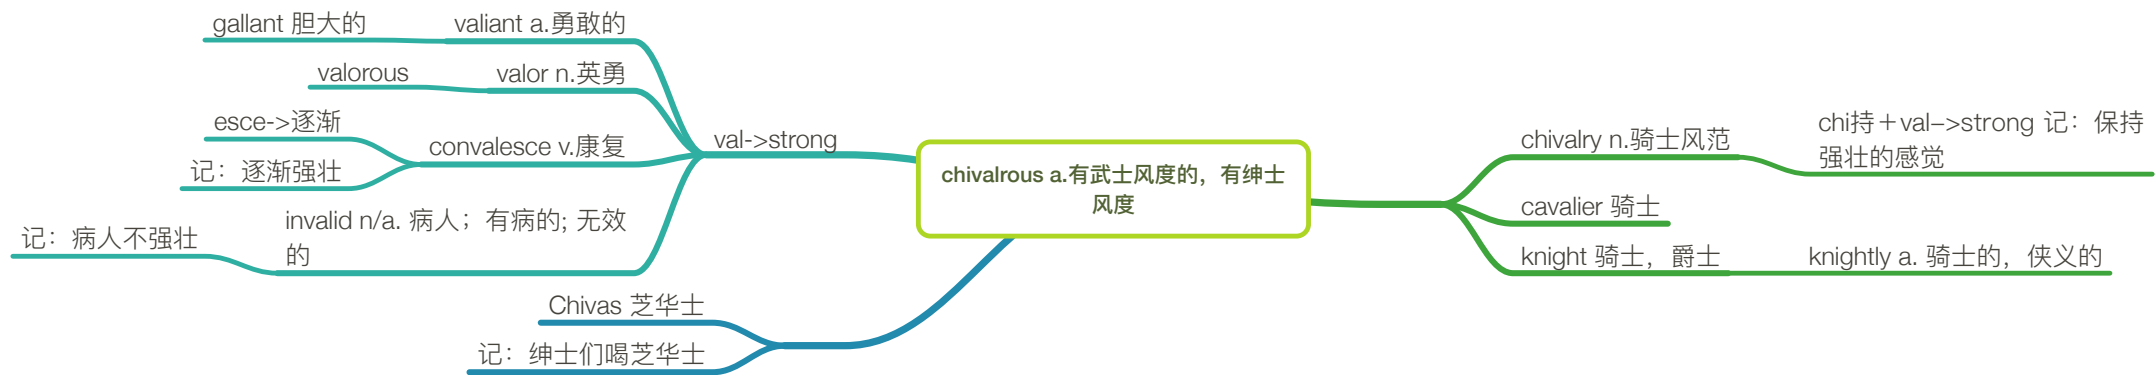 gallant 胆大的
valiant a.勇敢的
valorous
valor n.英勇
esce->逐渐
记：逐渐强壮
convalesce v.康复
记：病人不强壮
invalid n/a. 病人；有病的; 无效
的
val->strong
Chivas 芝华士
记：绅士们喝芝华士
chivalrous a.有武士风度的，有绅士
风度
chivalry n.骑士风范
chi持＋val–>strong 记：保持
强壮的感觉
cavalier 骑士
knight 骑士，爵士
knightly a. 骑士的，侠义的